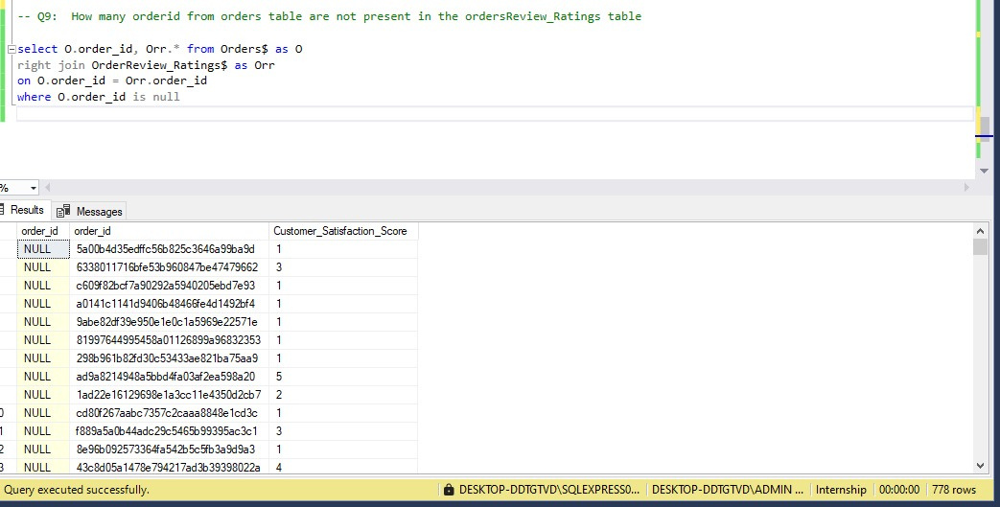 -- Q9:  How many orderid from orders table are not present in the ordersReview_Ratings table
select O.order_id, Orr.* from Orders$ as O
right join OrderReview_Ratings$ as Orr
on O.order_id = Orr.order_id
where O.order_id is null
%
Results Messages
order_id order_id Customer_Satisfaction_Score
NULL 5a00b4d35edffc56b825c3646a99ba9d 1
NULL 6338011716bfe53b960847be47479662 3
NULL c609f82bcf7a90292a5940205ebd7e93 1
NULL a0141c1141d9406b48466fe4d1492bf4 1
NULL 9abe82df39e950e1e0c1a5969e22571e 1
NULL 81997644995458a01126899a96832353 1
NULL 298b961b82fd30c53433ae821ba75aa9 1
NULL ad9a8214948a5bbd4fa03af2ea598a20 5
NULL 1ad22e16129698e1a3cc11e4350d2cb7 2
0 NULL cd80f267aabc7357c2caaa8848e1cd3c 1
1 NULL f889a5a0b44adc29c5465b99395ac3c1 3
2 NULL 8e96b092573364fa542b5c5fb3a9d9a3 1
3 NULL 43c8d05a1478e794217ad3b39398022a 4
Query executed successfully. DESKTOP-DDTGTVD\SQLEXPRESS0... DESKTOP-DDTGTVD\ADMIN ... Internship 00:00:00 778 rows